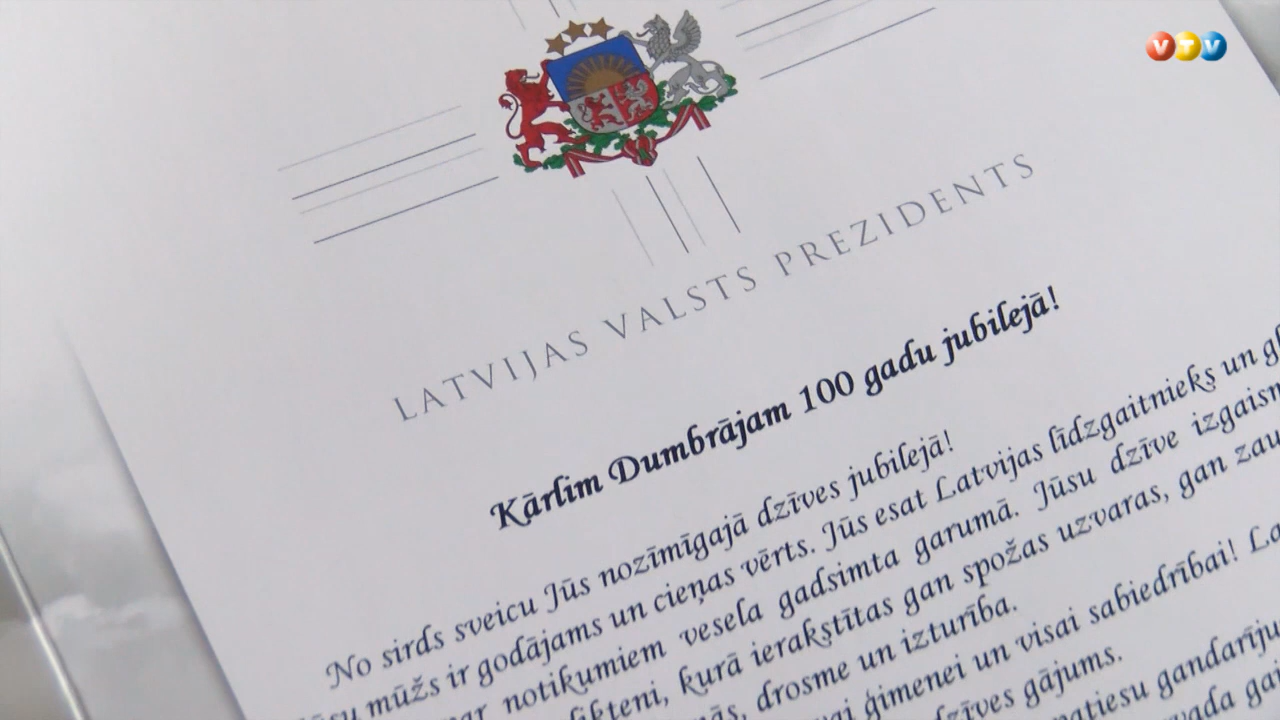 VTV
LATVIJAS VALSTS PREZIDENTS
Kārlim Dumbrājam 100 gadu jubilejā!
No sirds sveicu Jūs nozīmīgajā dzīves jubilejā!
mūžs ir godājams un cieņas vērts. Jūs esat Latvijas līdzgaitnieks un
notikumiem vesela gadsimta garumā. Jūsu dzīve
kurā ierakstītas gan spožas uzvaras, gan
drosme un izturība.
ģimenei un visai sabiedrībai!
gājums.